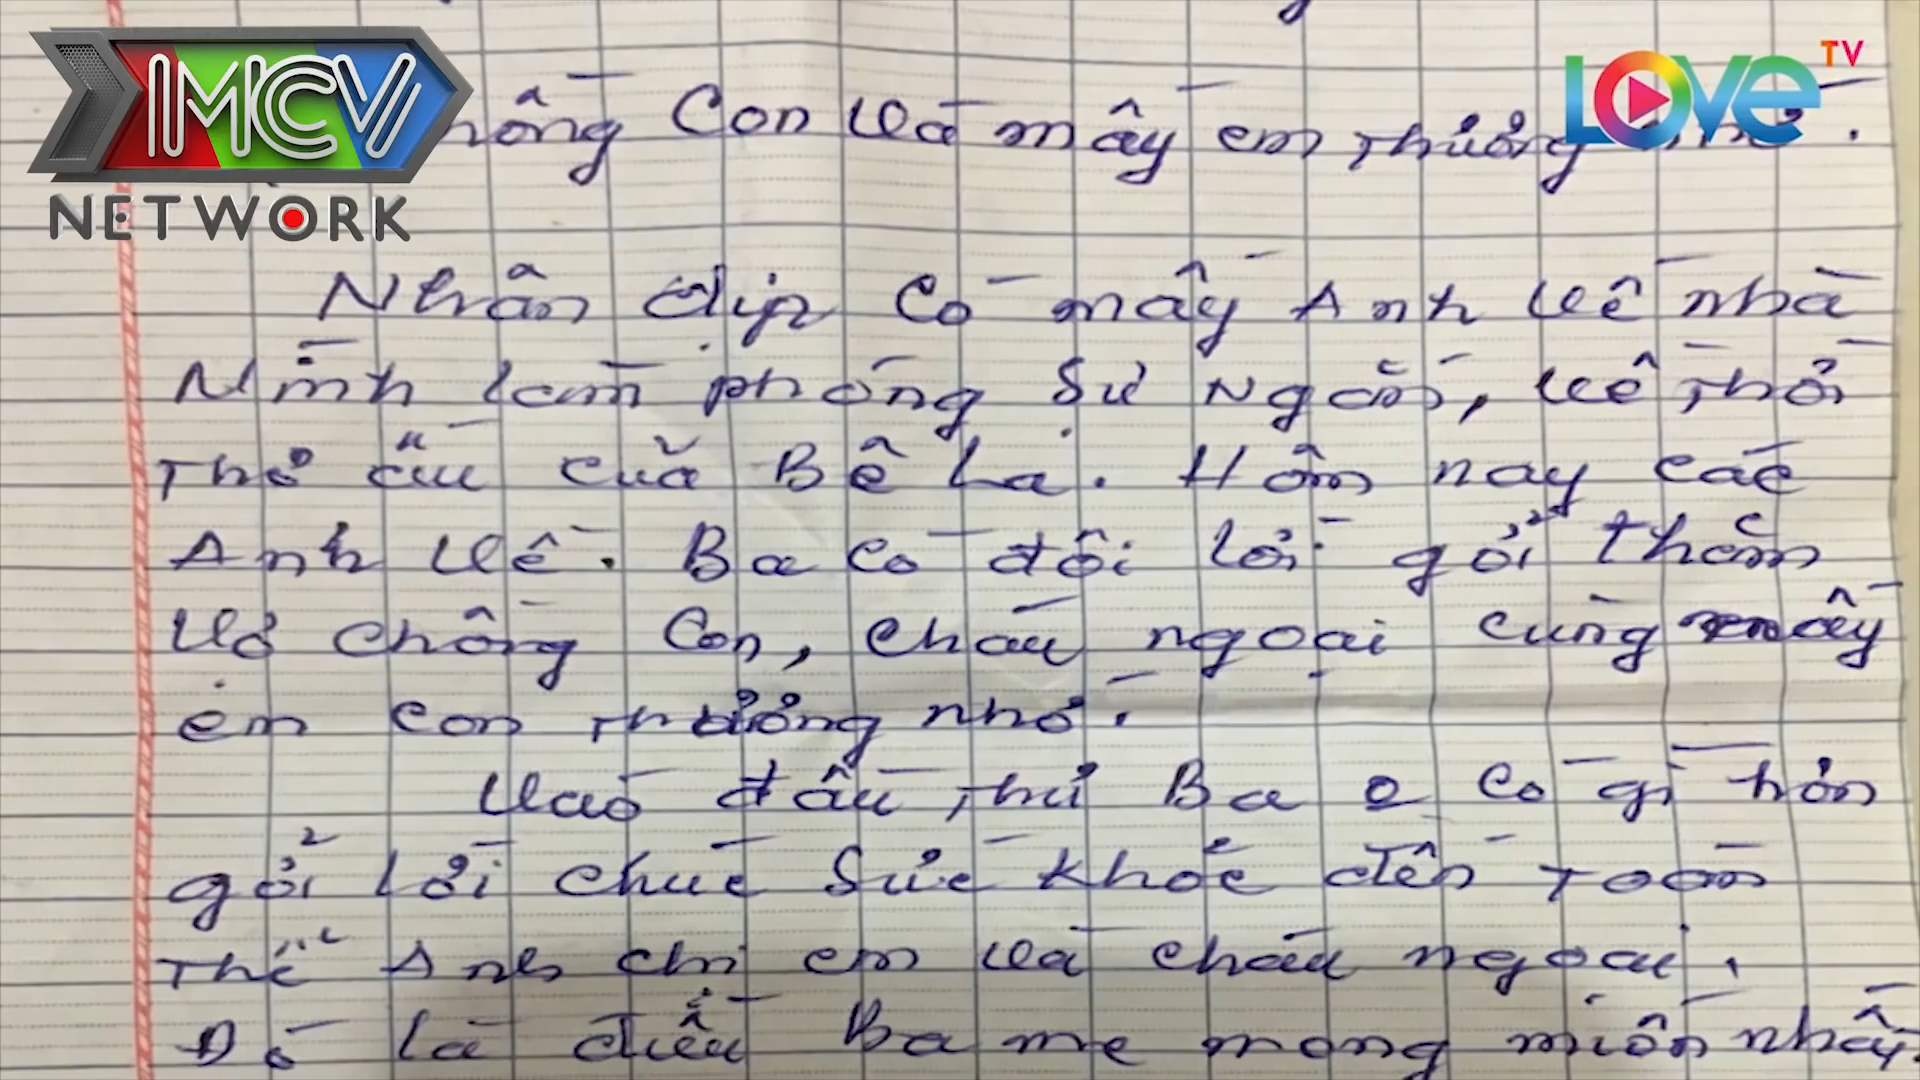 MCV
NETWORK
LOVE TV
chồng Con và mấy em thương nhớ.
Nhân dịp có mấy Anh về nhà
Mình làm phóng sự Ngắn, về thời
thơ ấu của Bé La. Hôm nay các
Anh về. Ba có đôi lời gởi thăm
vợ chồng Con, cháu ngoại cùng mấy
em con thương nhớ.
Vào đầu thư Ba 0 có gì hơn
gởi lời chúc sức khỏe đến toàn
thể Anh chị em và cháu ngoại.
Đó là điều Ba mẹ mong muốn nhất